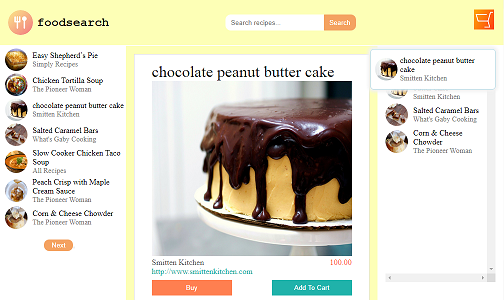 foodsearch
Search recipes...
Search
Easy Shepherd's Pie
Simply Recipes
Chicken Tortilla Soup
The Pioneer Woman
chocolate peanut butter cake
Smitten Kitchen
Salted Caramel Bars
What's Gaby Cooking
Slow Cooker Chicken Taco
Soup
All Recipes
Peach Crisp with Maple
Cream Sauce
The Pioneer Woman
Corn & Cheese Chowder
The Pioneer Woman
Next
chocolate peanut butter cake
Smitten Kitchen
100.00
http://www.smittenkitchen.com
Buy
Add To Cart
chocolate peanut butter
cake
Smitten Kitchen
Smitten Kitchen
Salted Caramel Bars
What's Gaby Cooking
Corn & Cheese
Chowder
The Pioneer Woman